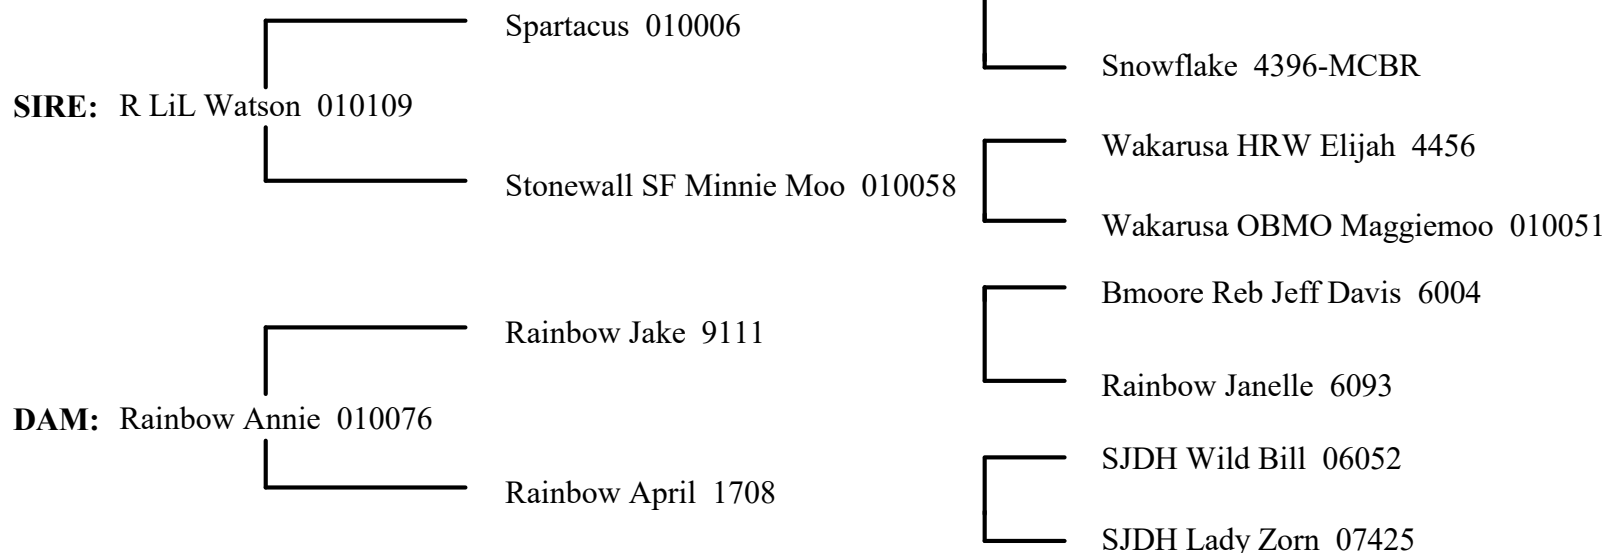 Spartacus 010006
Snowflake 4396-MCBR
SIRE: R LiL Watson 010109
Wakarusa HRW Elijah 4456
Stonewall SF Minnie Moo 010058
Wakarusa OBMO Maggiemoo 010051
Bmoore Reb Jeff Davis 6004
Rainbow Jake 9111
Rainbow Janelle 6093
DAM: Rainbow Annie 010076
SJDH Wild Bill 06052
Rainbow April 1708
SJDH Lady Zorn 07425